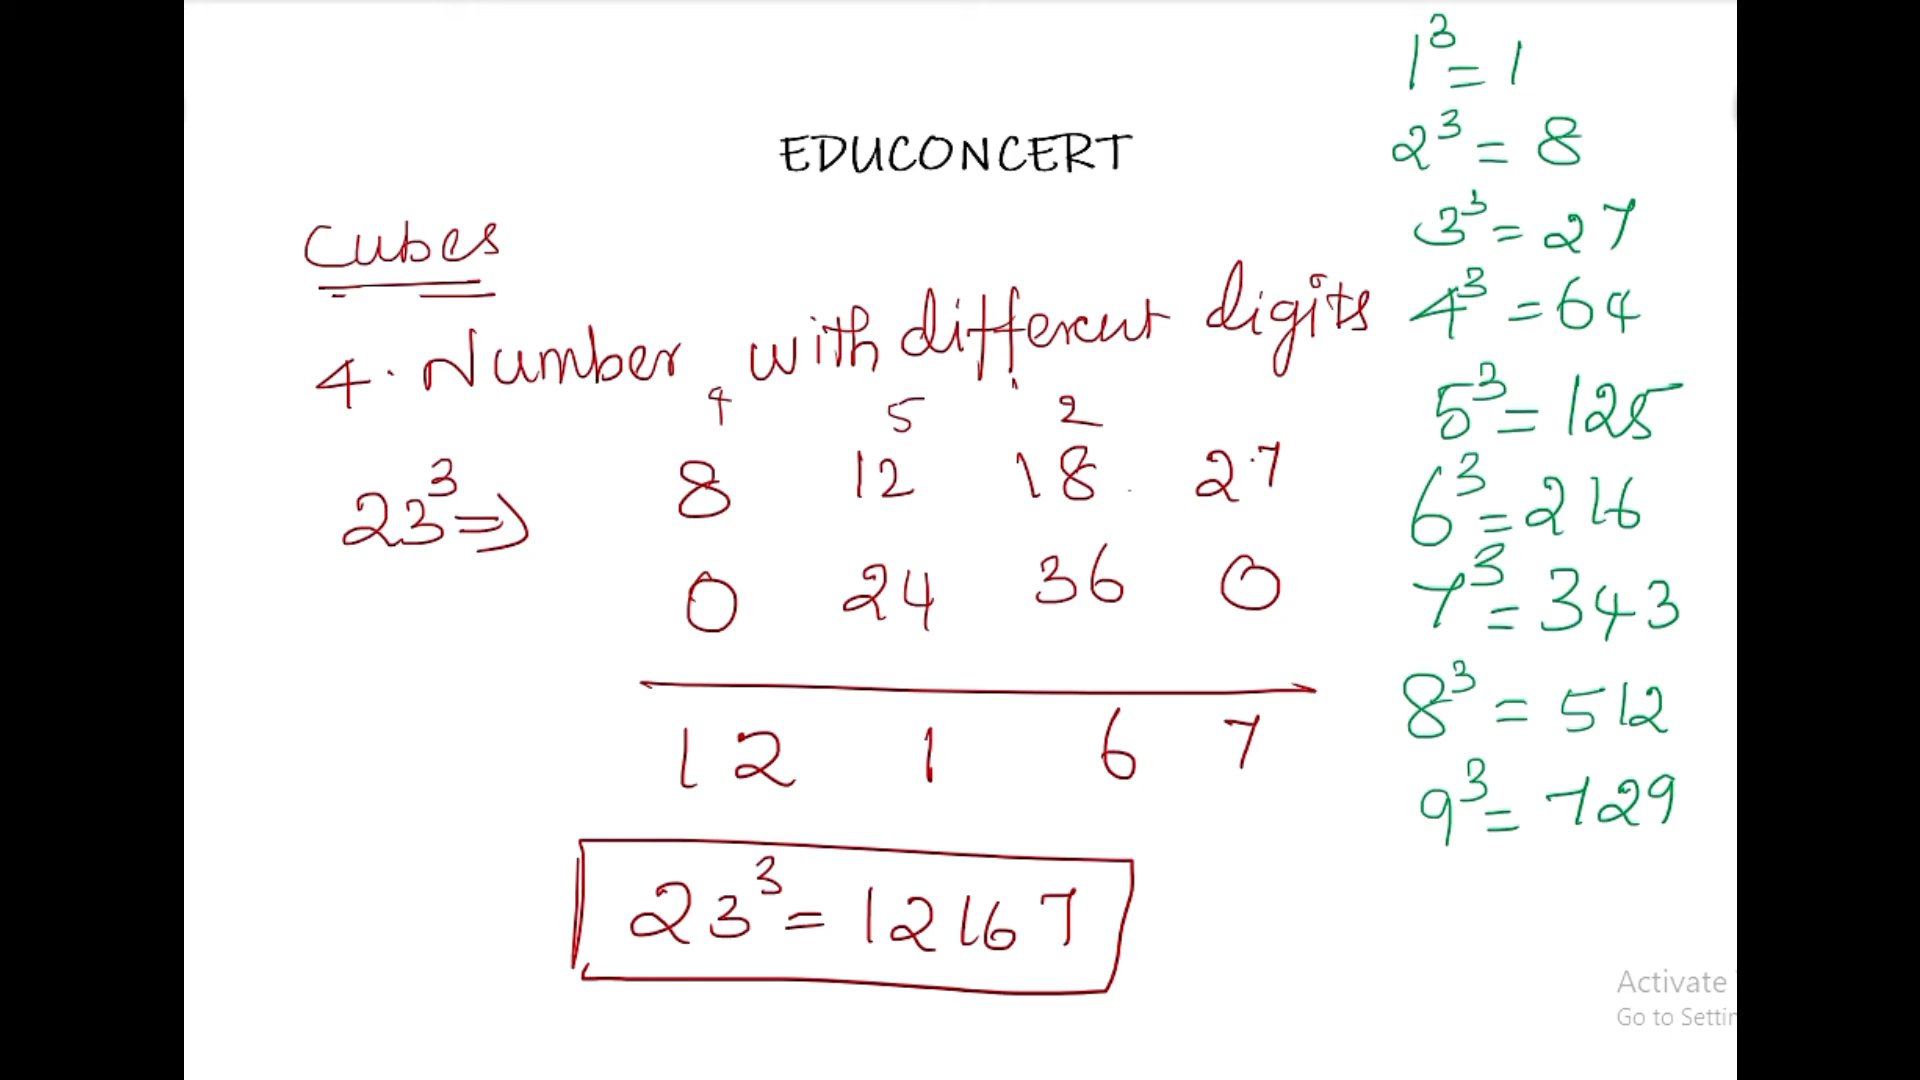 EDUCONCERT
Cubes
4. Number with different digits
4 5 2
23³ ⇒ 8 12 18 27
0 24 36 0
12 1 6 7
23³ = 12167
1³ = 1
2³ = 8
3³ = 27
4³ = 64
5³ = 125
6³ = 216
7³ = 343
8³ = 512
9³ = 729
Activate
Go to Settin